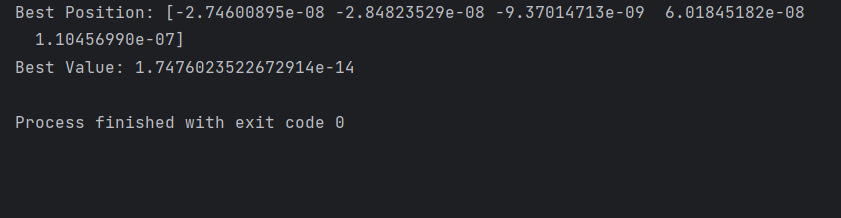 Best Position: [-2.74600895e-08 -2.84823529e-08 -9.37014713e-09  6.01845182e-08
  1.10456990e-07]
Best Value: 1.7476023522672914e-14
Process finished with exit code 0